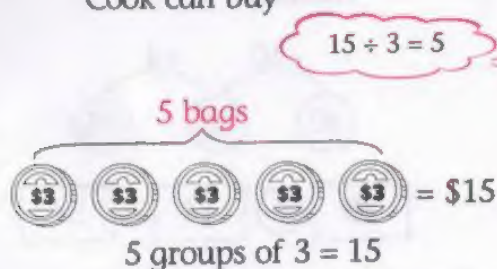 Cook can buy
15 ÷ 3 = 5
5 bags
$3 $3 $3 $3 $3 = $15
5 groups of 3 = 15